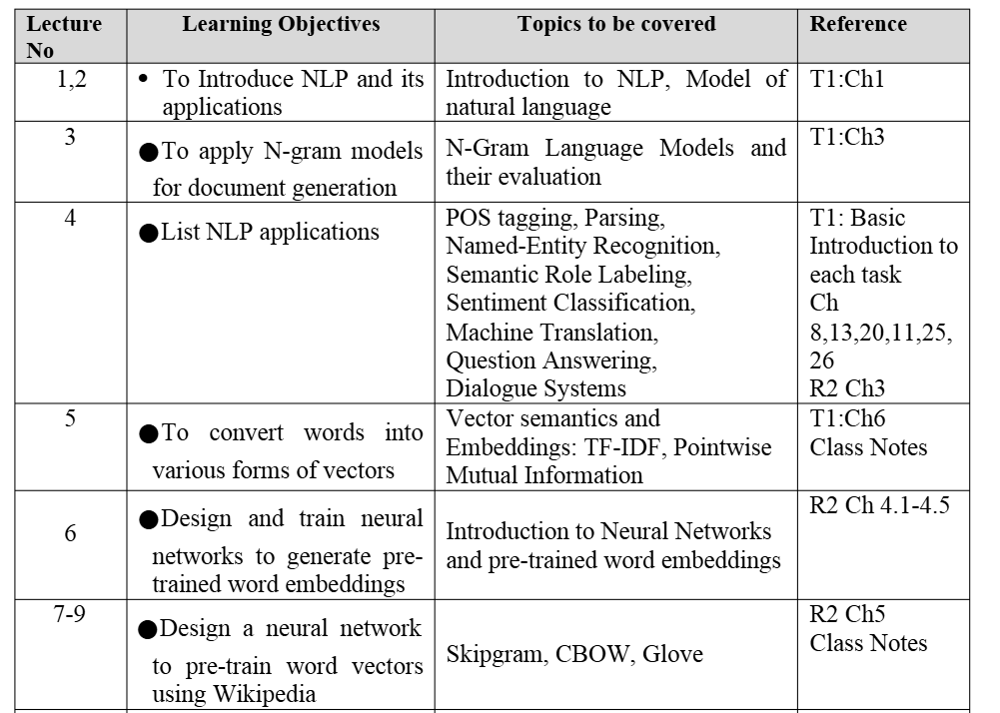 Lecture No | Learning Objectives | Topics to be covered | Reference
1,2
• To Introduce NLP and its
applications
Introduction to NLP, Model of
natural language
T1:Ch1
3
●To apply N-gram models
for document generation
N-Gram Language Models and
their evaluation
T1:Ch3
4
●List NLP applications
POS tagging, Parsing,
Named-Entity Recognition,
Semantic Role Labeling,
Sentiment Classification,
Machine Translation,
Question Answering,
Dialogue Systems
T1: Basic
Introduction to
each task
Ch
8,13,20,11,25,
26
R2 Ch3
5
●To convert words into
various forms of vectors
Vector semantics and
Embeddings: TF-IDF, Pointwise
Mutual Information
T1:Ch6
Class Notes
6
●Design and train neural
networks to generate pre-
trained word embeddings
Introduction to Neural Networks
and pre-trained word embeddings
R2 Ch 4.1-4.5
7-9
●Design a neural network
to pre-train word vectors
using Wikipedia
Skipgram, CBOW, Glove
R2 Ch5
Class Notes